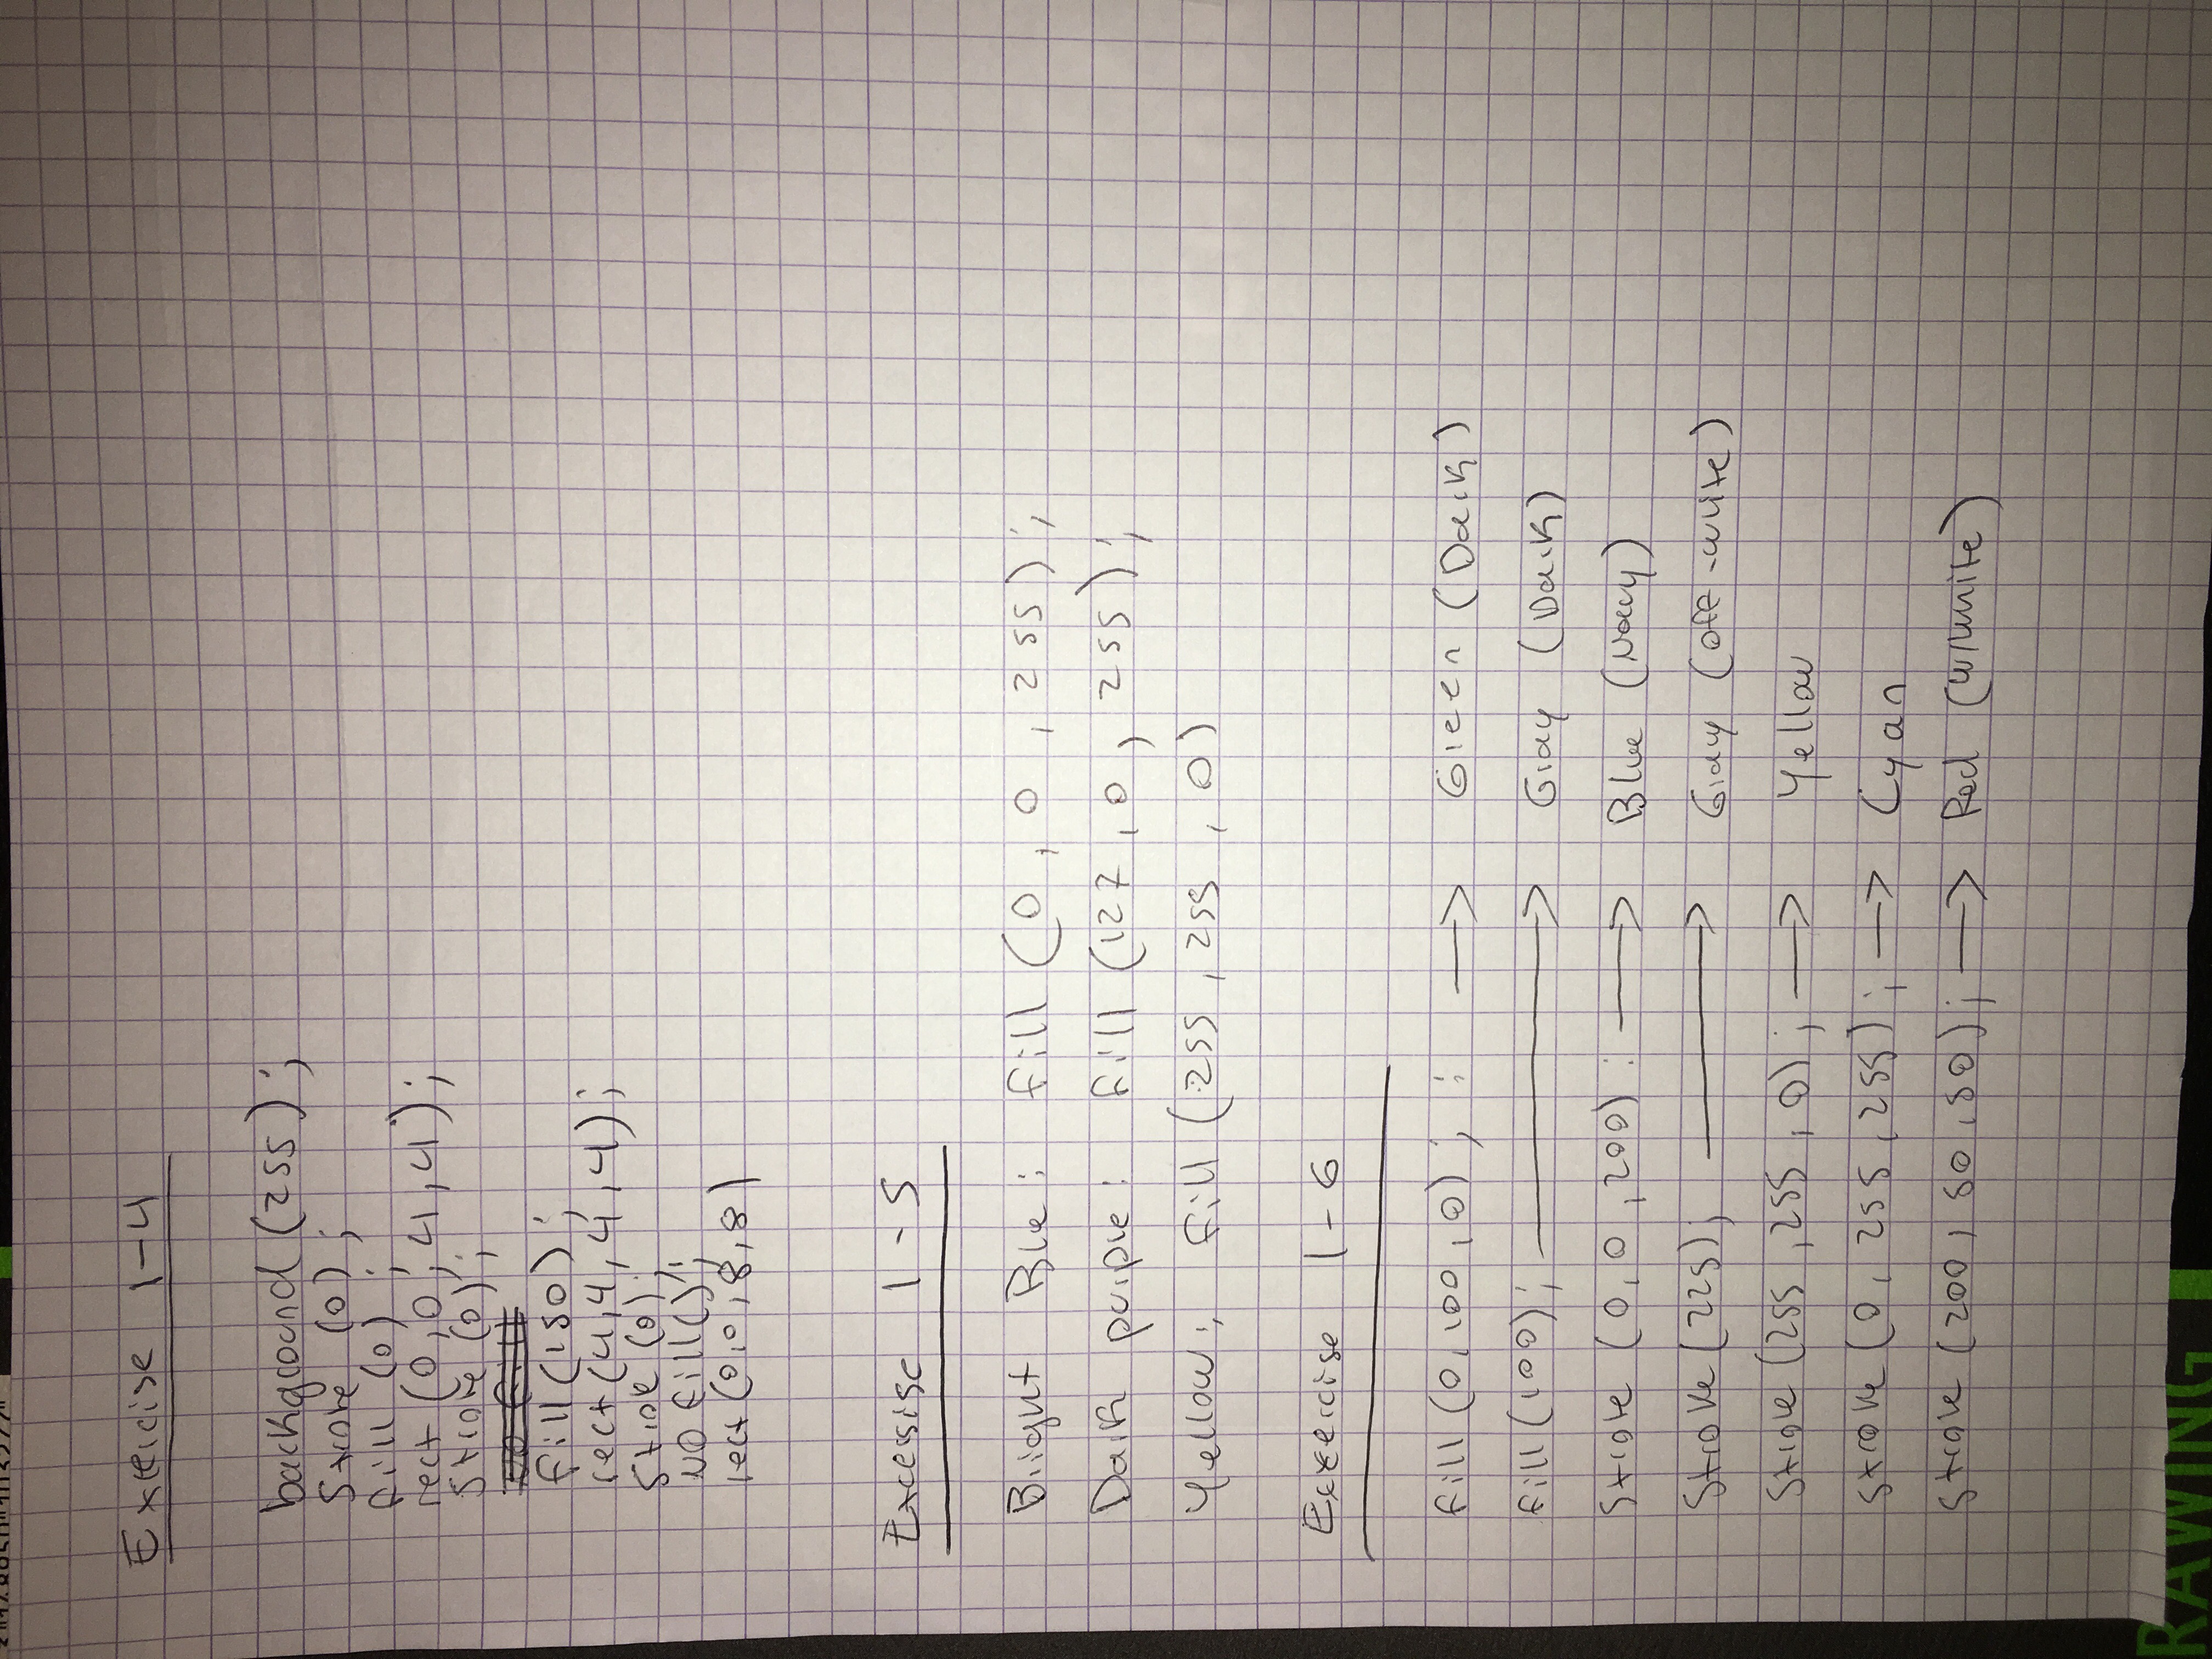 Exercise 1-4
background (255);
Stroke (0);
fill (0) ;
rect (0,0,4,4);
Stroke (0);
no fill
fill (150);
rect (4,4,4,4);
Stroke (0);
NO fill();
rect (0,0,8,8)
Excersise 1-5
Bright Blue: fill (0, 0, 255);
Dark purple: fill (127, 0, 255);
Yellow: fill (255, 255, 0)
Exercise 1-6
fill (0, 100, 0); : → Green (Dark)
fill (100); → Gray (Dark)
Stroke (0, 0, 200): → Blue (Navy)
Stroke (225); → Gray (off-white)
Stroke (255, 255, 0); → Yellow
Stroke (0, 255, 255); → Cyan
Stroke (200, 50, 50); → Red (w/white)
RAWING